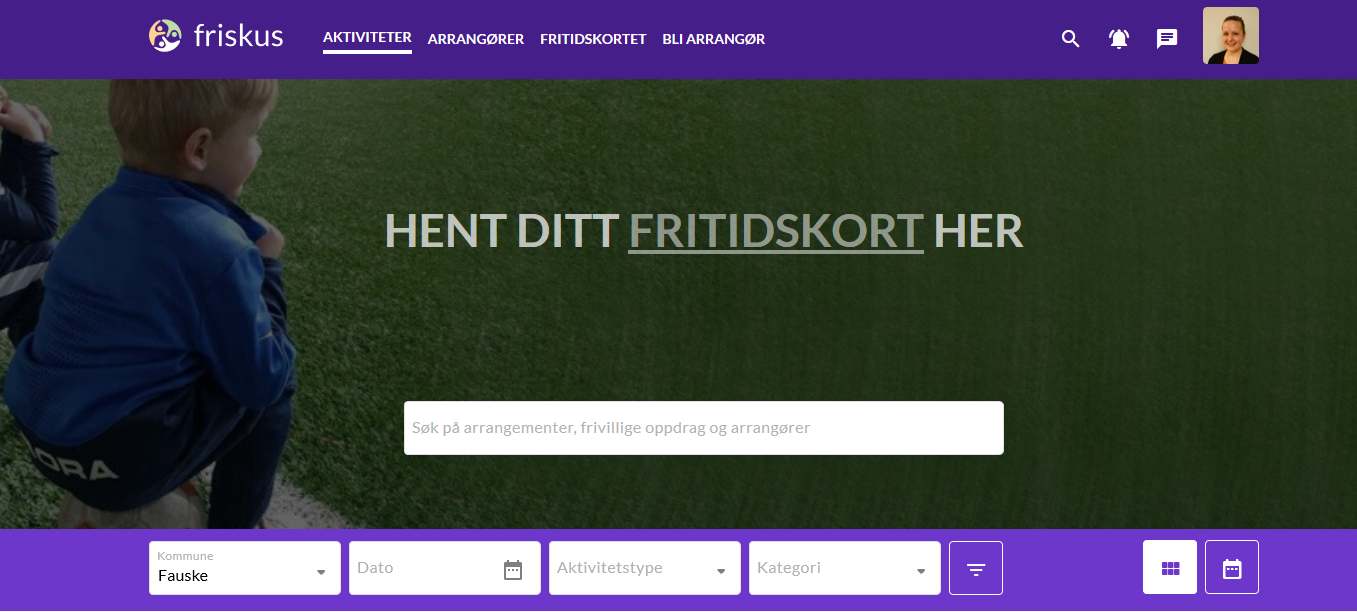 friskus
AKTIVITETER
ARRANGØRER
FRITIDSKORTET
BLI ARRANGØR
HENT DITT FRITIDSKORT HER
Søk på arrangementer, frivillige oppdrag og arrangører
Kommune
Fauske
Dato
Aktivitetstype
Kategori